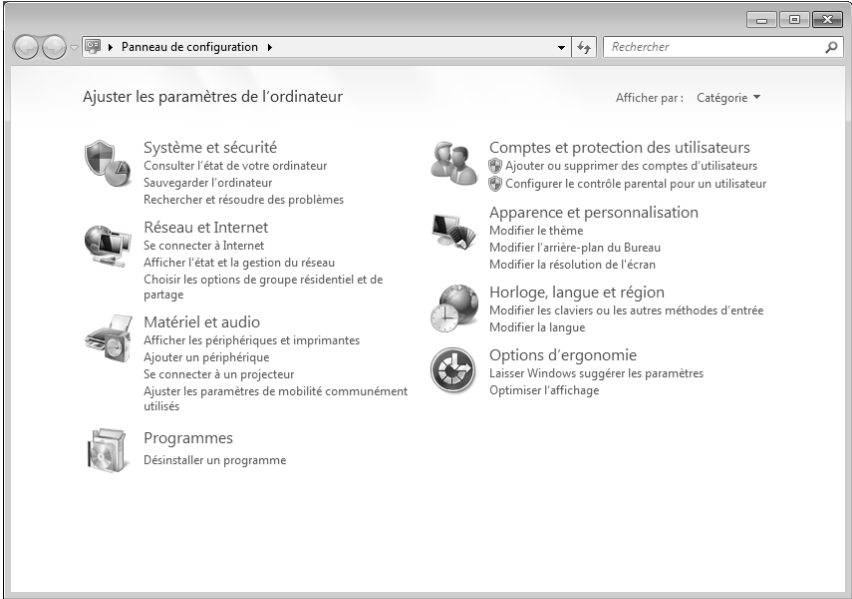 Panneau de configuration
Rechercher
Ajuster les paramètres de l'ordinateur
Afficher par : Catégorie
Système et sécurité
Consulter l'état de votre ordinateur
Sauvegarder l'ordinateur
Rechercher et résoudre des problèmes
Réseau et Internet
Se connecter à Internet
Afficher l'état et la gestion du réseau
Choisir les options de groupe résidentiel et de
partage
Matériel et audio
Afficher les périphériques et imprimantes
Ajouter un périphérique
Se connecter à un projecteur
Ajuster les paramètres de mobilité communément
utilisés
Programmes
Désinstaller un programme
Comptes et protection des utilisateurs
Ajouter ou supprimer des comptes d'utilisateurs
Configurer le contrôle parental pour un utilisateur
Apparence et personnalisation
Modifier le thème
Modifier l'arrière-plan du Bureau
Modifier la résolution de l'écran
Horloge, langue et région
Modifier les claviers ou les autres méthodes d'entrée
Modifier la langue
Options d'ergonomie
Laisser Windows suggérer les paramètres
Optimiser l'affichage